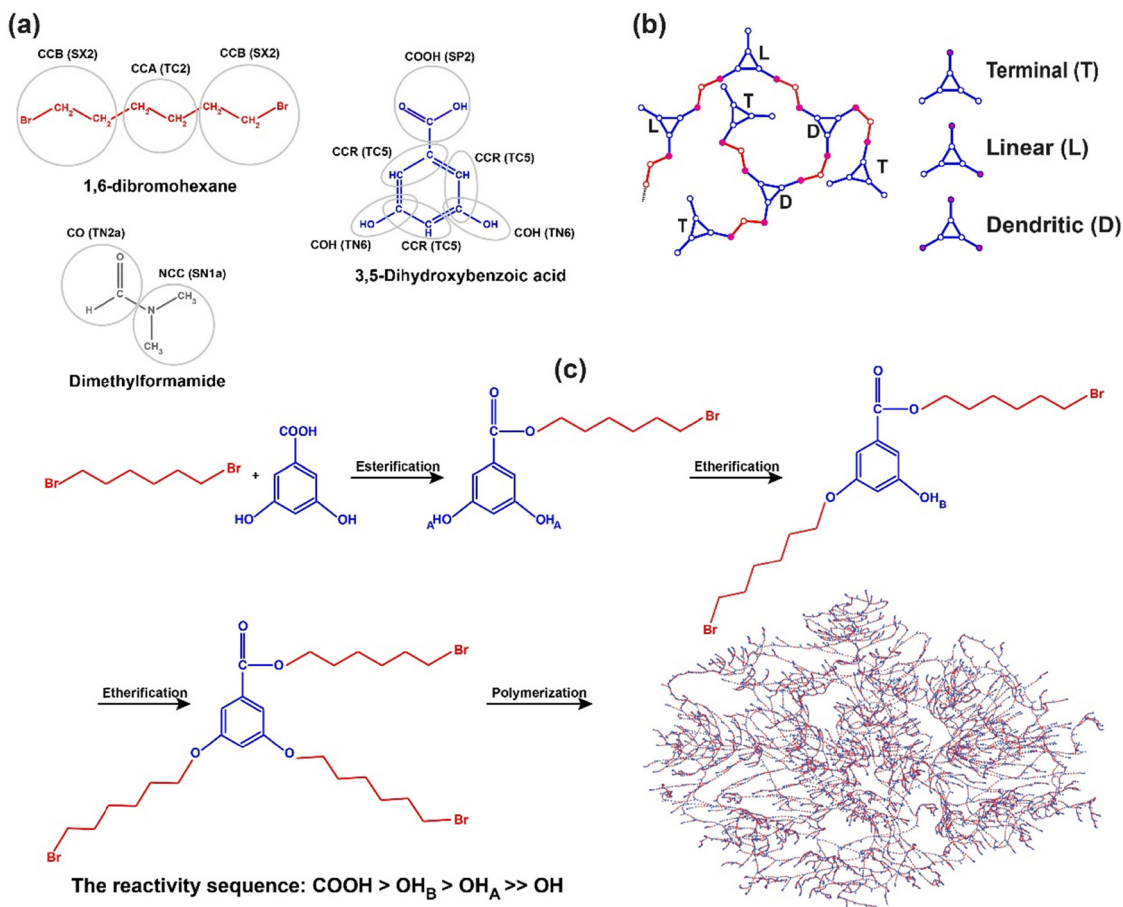 (a)
CCB (SX2)
CCA (TC2)
CCB (SX2)
Br
CH2
CH2
CH2
CH2
CH2
CH2
Br
1,6-dibromohexane
COOH (SP2)
O
OH
C
CCR (TC5)
CCR (TC5)
HC
CH
HO
C
H
OH
COH (TN6)
CCR (TC5)
COH (TN6)
3,5-Dihydroxybenzoic acid
CO (TN2a)
O
NCC (SN1a)
C
CH3
H
N
CH3
Dimethylformamide
(b)
L
T
L
D
T
D
T
Terminal (T)
Linear (L)
Dendritic (D)
(c)
Br
Br
+
COOH
HO
OH
Esterification
O
C
O
Br
HOA
OHA
Etherification
O
C
O
Br
O
OHB
Br
Etherification
O
C
O
Br
O
O
Br
Br
Polymerization
The reactivity sequence: COOH > OHB > OHA >> OH